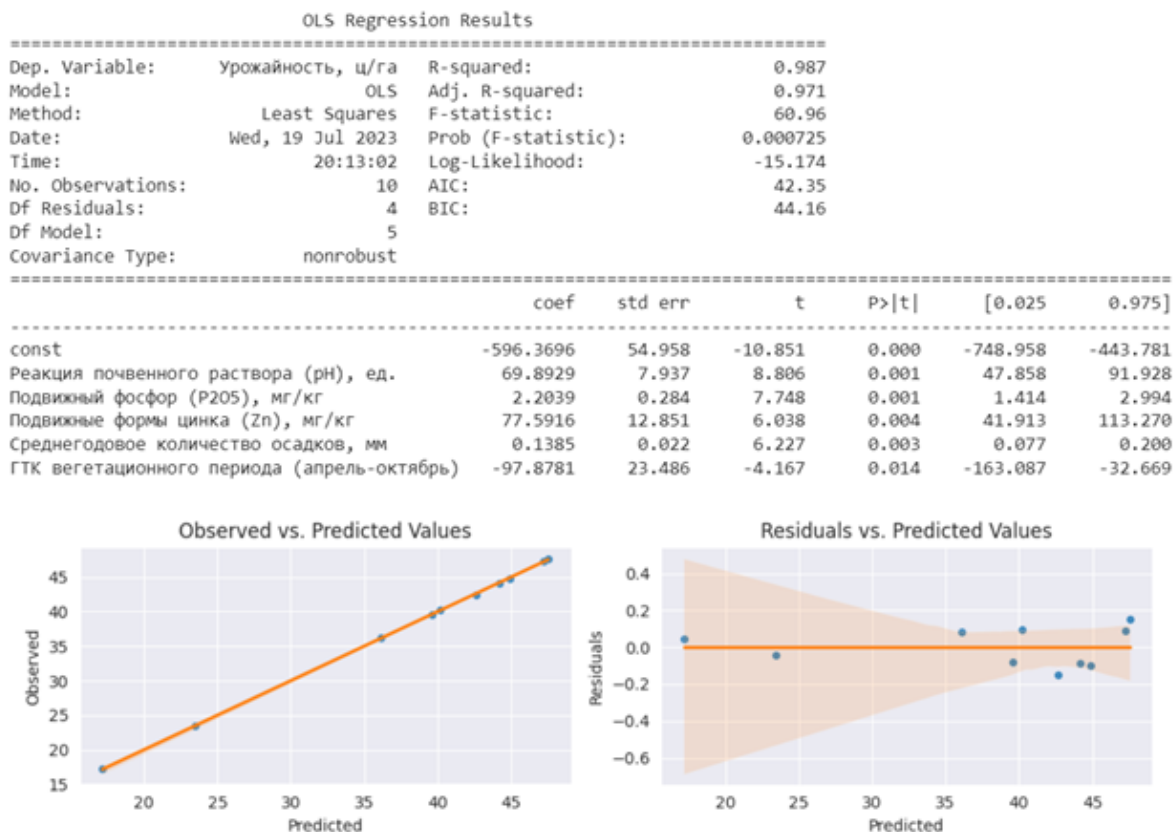 OLS Regression Results
Dep. Variable: Урожайность, ц/га R-squared: 0.987
Model: OLS Adj. R-squared: 0.971
Method: Least Squares F-statistic: 60.96
Date: Wed, 19 Jul 2023 Prob (F-statistic): 0.000725
Time: 20:13:02 Log-Likelihood: -15.174
No. Observations: 10 AIC: 42.35
Df Residuals: 4 BIC: 44.16
Df Model: 5
Covariance Type: nonrobust
coef std err t P>|t| [0.025 0.975]
const -596.3696 54.958 -10.851 0.000 -748.958 -443.781
Реакция почвенного раствора (pH), ед. 69.8929 7.937 8.806 0.001 47.858 91.928
Подвижный фосфор (P2O5), мг/кг 2.2039 0.284 7.748 0.001 1.414 2.994
Подвижные формы цинка (Zn), мг/кг 77.5916 12.851 6.038 0.004 41.913 113.270
Среднегодовое количество осадков, мм 0.1385 0.022 6.227 0.003 0.077 0.200
ГТК вегетационного периода (апрель-октябрь) -97.8781 23.486 -4.167 0.014 -163.087 -32.669
Observed vs. Predicted Values
45
40
35
30
25
20
15
Observed
20 25 30 35 40 45
Predicted
Residuals vs. Predicted Values
0.4
0.2
0.0
−0.2
−0.4
−0.6
Residuals
20 25 30 35 40 45
Predicted